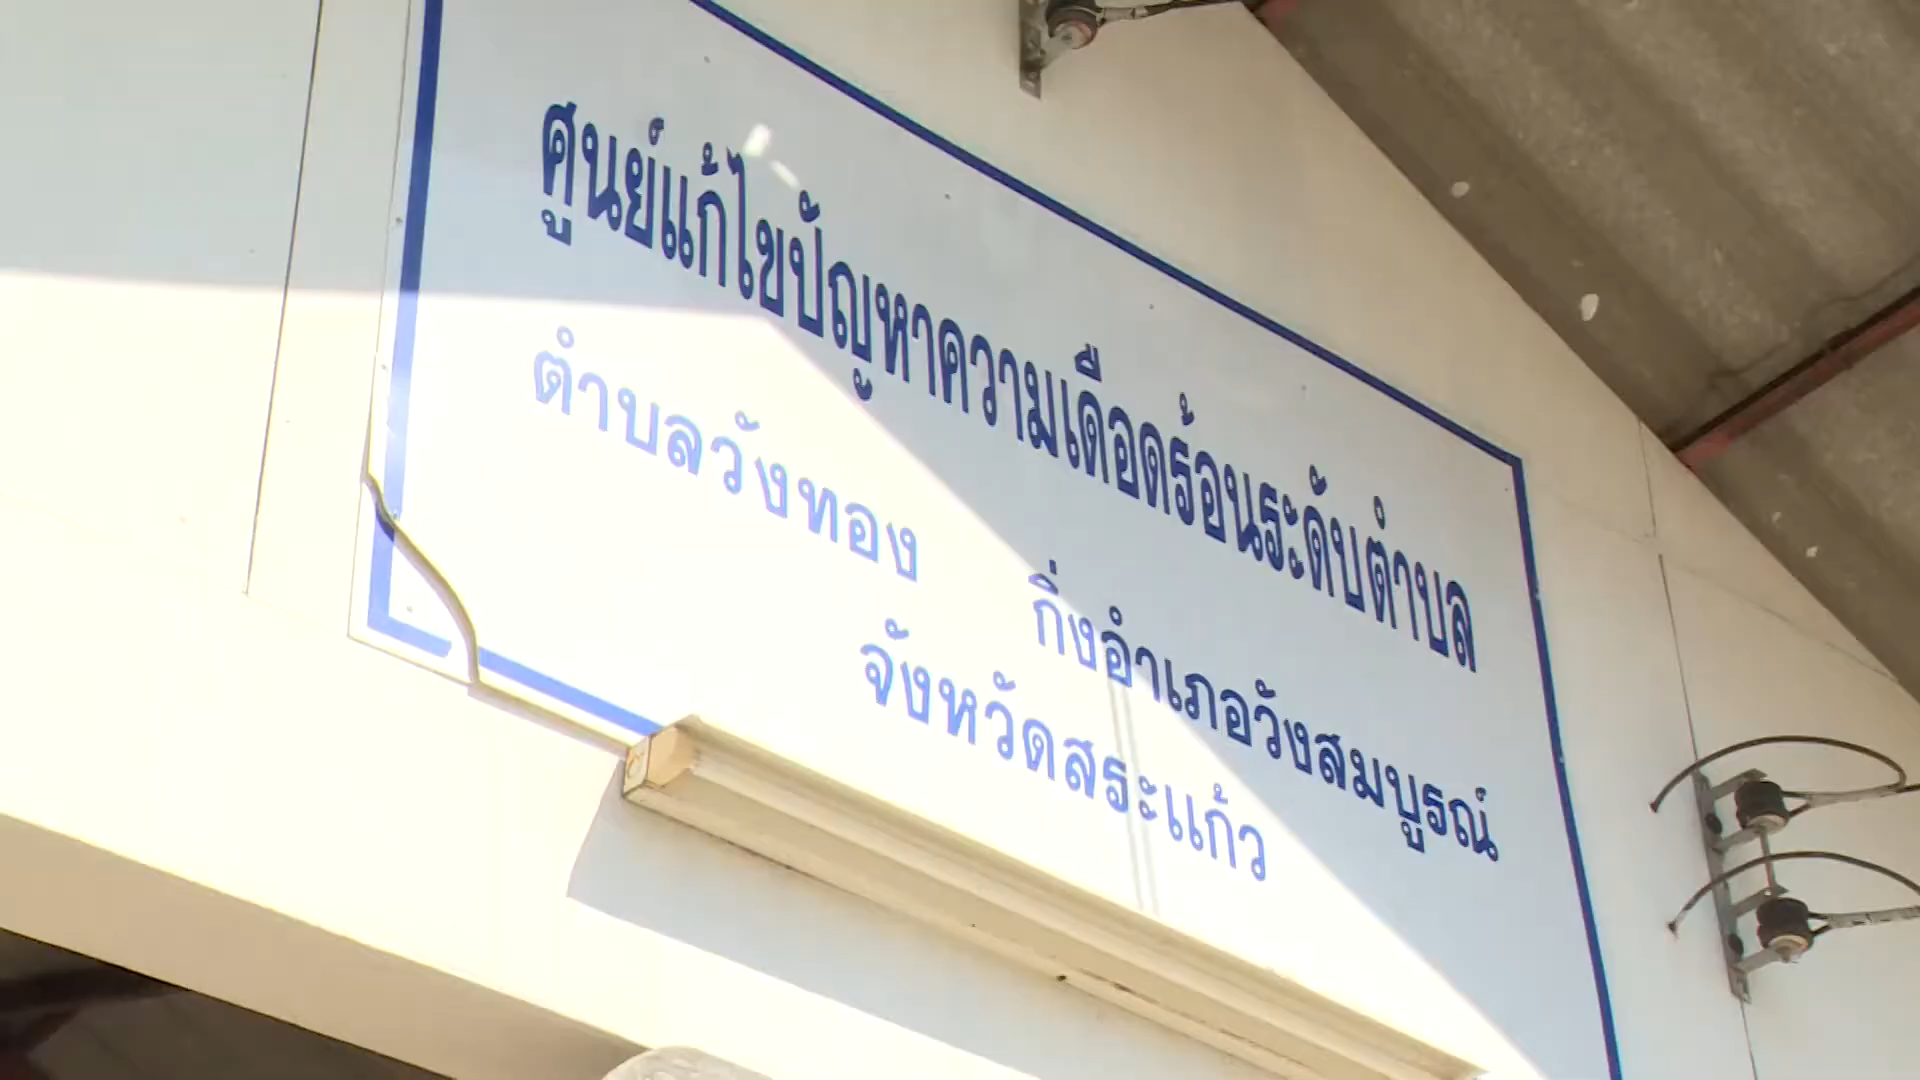 ศูนย์แก้ไขปัญหาความเดือดร้อนระดับตำบล
ตำบลวังทอง กิ่งอำเภอวังสมบูรณ์
จังหวัดสระแก้ว